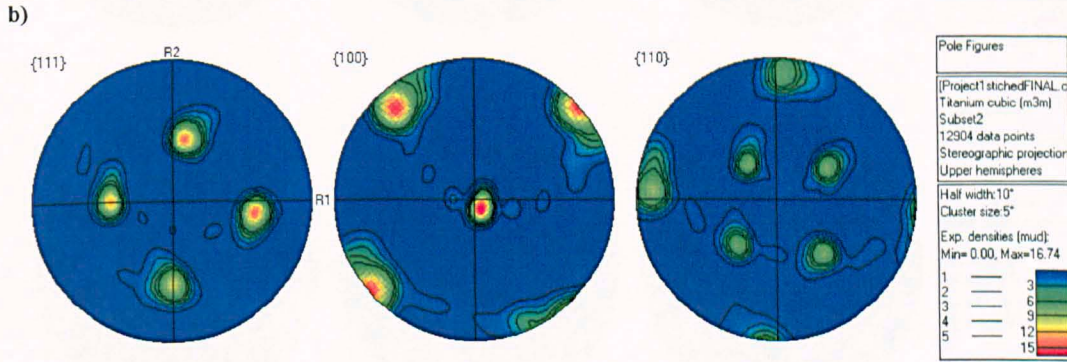 b)
{111}
R2
R1
{100}
{110}
Pole Figures
[Project1stichedFINAL.c
Titanium cubic (m3m)
Subset2
12904 data points
Stereographic projection
Upper hemispheres
Half width:10°
Cluster size:5°
Exp. densities (mud):
Min= 0.00, Max=16.74
1
2
3
4
5
3
6
9
12
15